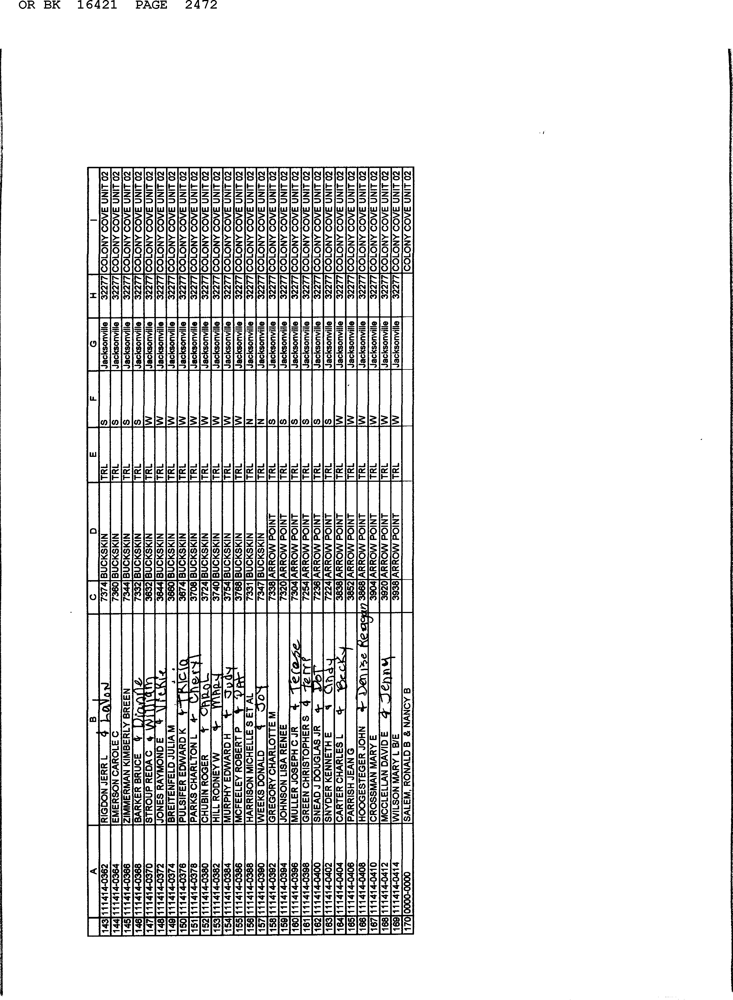 OR BK 16421 PAGE 2472
A B C D E F G H I
143 111414-0362 RIGDON JERR L & LaVON 7374 BUCKSKIN TRL S Jacksonville 32277 COLONY COVE UNIT 02
144 111414-0364 EMERSON CAROLE C 7360 BUCKSKIN TRL S Jacksonville 32277 COLONY COVE UNIT 02
145 111414-0366 ZIMMERMAN KIMBERLY BREEN 7344 BUCKSKIN TRL S Jacksonville 32277 COLONY COVE UNIT 02
146 111414-0368 BARKER BRUCE & Dianne 7332 BUCKSKIN TRL S Jacksonville 32277 COLONY COVE UNIT 02
147 111414-0370 STROUP REDA C & William 3632 BUCKSKIN TRL W Jacksonville 32277 COLONY COVE UNIT 02
148 111414-0372 JONES RAYMOND E & Vickie 3644 BUCKSKIN TRL W Jacksonville 32277 COLONY COVE UNIT 02
149 111414-0374 BREITENFELD JULIA M 3660 BUCKSKIN TRL W Jacksonville 32277 COLONY COVE UNIT 02
150 111414-0376 PULSIFER EDWARD K & TRICIA 3674 BUCKSKIN TRL W Jacksonville 32277 COLONY COVE UNIT 02
151 111414-0378 PARKS CHARLTON L & Cheryl 3708 BUCKSKIN TRL W Jacksonville 32277 COLONY COVE UNIT 02
152 111414-0380 CHUBIN ROGER & CAROL 3724 BUCKSKIN TRL W Jacksonville 32277 COLONY COVE UNIT 02
153 111414-0382 HILL RODNEY W & MARY 3740 BUCKSKIN TRL W Jacksonville 32277 COLONY COVE UNIT 02
154 111414-0384 MURPHY EDWARD H & JUDY 3754 BUCKSKIN TRL W Jacksonville 32277 COLONY COVE UNIT 02
155 111414-0386 MCFEELEY ROBERT P & PAT 3768 BUCKSKIN TRL W Jacksonville 32277 COLONY COVE UNIT 02
156 111414-0388 HARRISON MICHELLE S ET AL 7331 BUCKSKIN TRL N Jacksonville 32277 COLONY COVE UNIT 02
157 111414-0390 WEEKS DONALD & JOY 7347 BUCKSKIN TRL N Jacksonville 32277 COLONY COVE UNIT 02
158 111414-0392 GREGORY CHARLOTTE M 7338 ARROW POINT TRL S Jacksonville 32277 COLONY COVE UNIT 02
159 111414-0394 JOHNSON LISA RENEE 7320 ARROW POINT TRL S Jacksonville 32277 COLONY COVE UNIT 02
160 111414-0396 MULLER JOSEPH C JR & Terese 7304 ARROW POINT TRL S Jacksonville 32277 COLONY COVE UNIT 02
161 111414-0398 GREEN CHRISTOPHER S & 7254 ARROW POINT TRL S Jacksonville 32277 COLONY COVE UNIT 02
162 111414-0400 SNEAD J DOUGLAS JR & DOT 7236 ARROW POINT TRL S Jacksonville 32277 COLONY COVE UNIT 02
163 111414-0402 SNYDER KENNETH E & Cindy 7224 ARROW POINT TRL S Jacksonville 32277 COLONY COVE UNIT 02
164 111414-0404 CARTER CHARLES L & Becky 3838 ARROW POINT TRL W Jacksonville 32277 COLONY COVE UNIT 02
165 111414-0406 PARRISH JEAN G 3852 ARROW POINT TRL W Jacksonville 32277 COLONY COVE UNIT 02
166 111414-0408 HOOGESTEGER JOHN & Denise Reagan 3868 ARROW POINT TRL W Jacksonville 32277 COLONY COVE UNIT 02
167 111414-0410 CROSSMAN MARY E 3904 ARROW POINT TRL W Jacksonville 32277 COLONY COVE UNIT 02
168 111414-0412 MCCLELLAN DAVID E & Jenny 3920 ARROW POINT TRL W Jacksonville 32277 COLONY COVE UNIT 02
169 111414-0414 WILSON MARY L B/E 3938 ARROW POINT TRL W Jacksonville 32277 COLONY COVE UNIT 02
170 0000-000 SALEM, RONALD B & NANCY B COLONY COVE UNIT 02